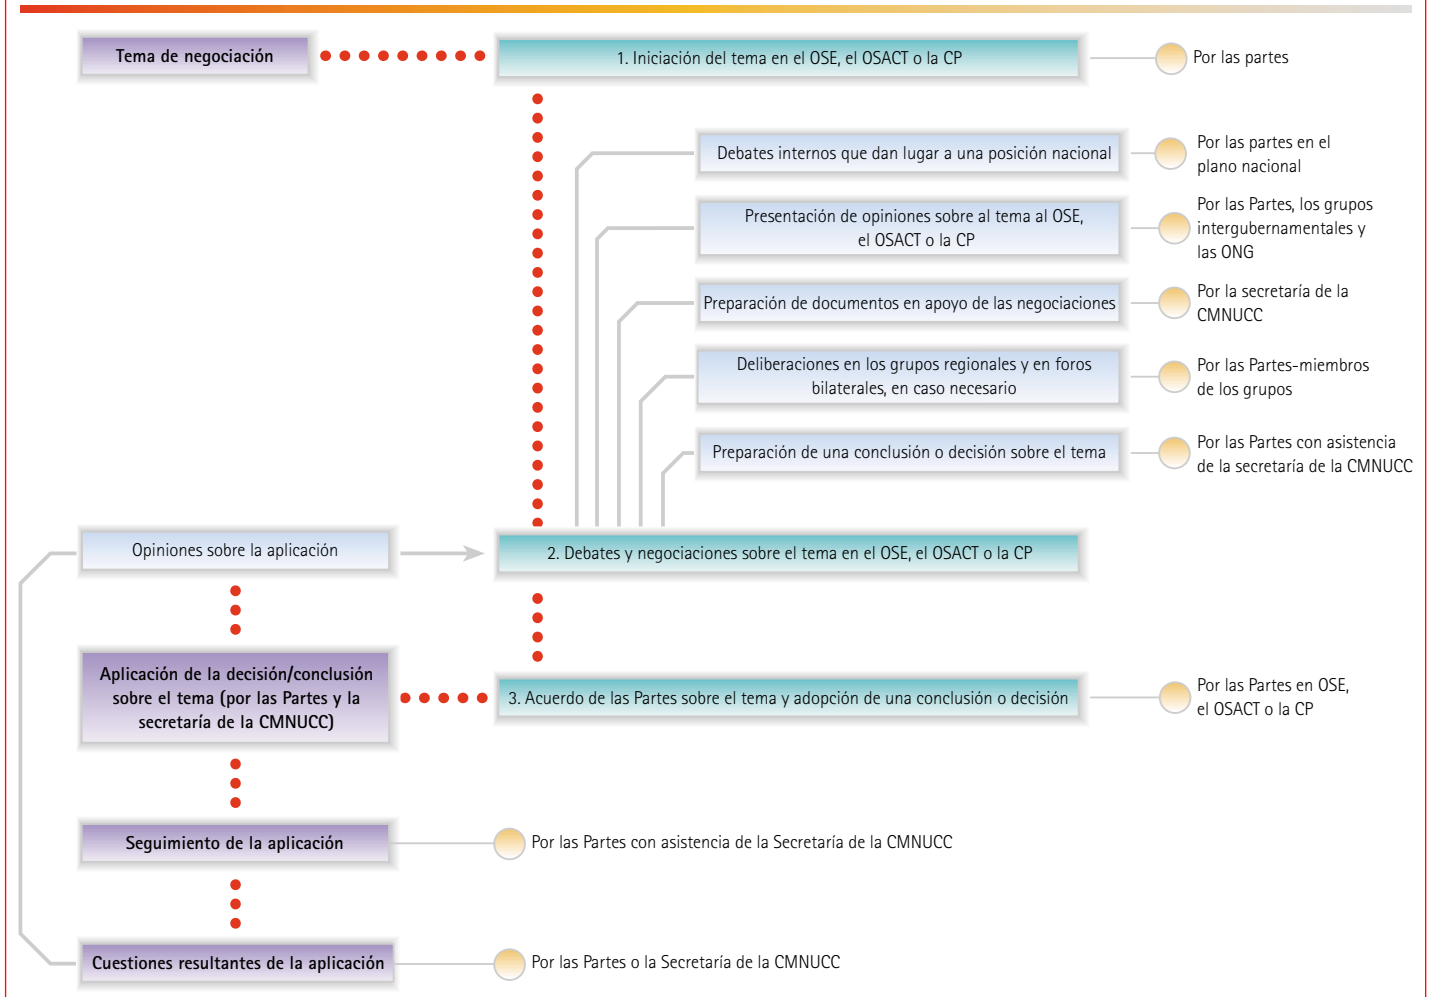 Tema de negociación
1. Iniciación del tema en el OSE, el OSACT o la CP
Por las partes
Debates internos que dan lugar a una posición nacional
Por las partes en el
plano nacional
Presentación de opiniones sobre al tema al OSE,
el OSACT o la CP
Por las Partes, los grupos
intergubernamentales y
las ONG
Preparación de documentos en apoyo de las negociaciones
Por la secretaría de la
CMNUCC
Deliberaciones en los grupos regionales y en foros
bilaterales, en caso necesario
Por las Partes-miembros
de los grupos
Preparación de una conclusión o decisión sobre el tema
Por las Partes con asistencia
de la secretaría de la CMNUCC
Opiniones sobre la aplicación
2. Debates y negociaciones sobre el tema en el OSE, el OSACT o la CP
Aplicación de la decisión/conclusión
sobre el tema (por las Partes y la
secretaría de la CMNUCC)
3. Acuerdo de las Partes sobre el tema y adopción de una conclusión o decisión
Por las Partes en OSE,
el OSACT o la CP
Seguimiento de la aplicación
Por las Partes con asistencia de la Secretaría de la CMNUCC
Cuestiones resultantes de la aplicación
Por las Partes o la Secretaría de la CMNUCC